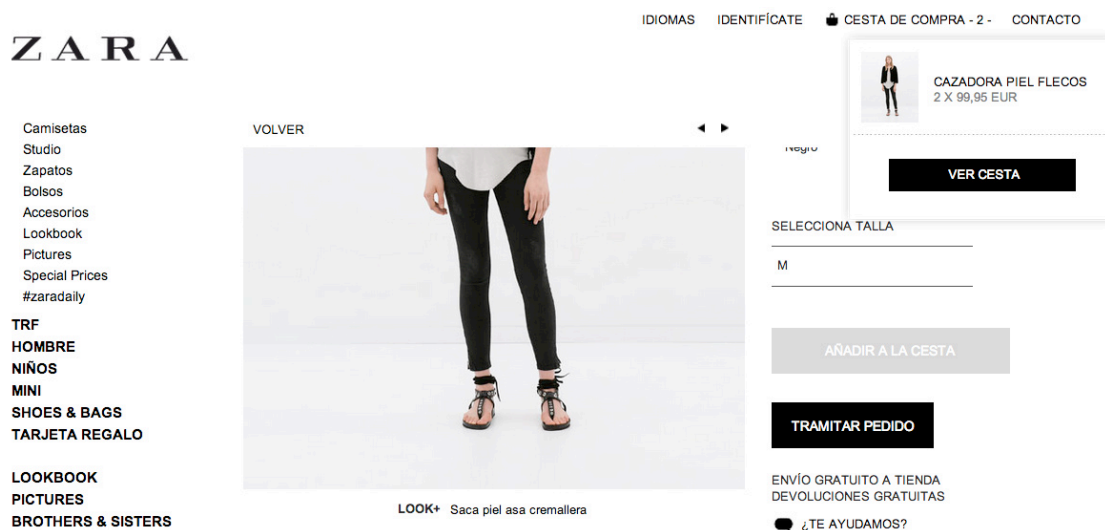 IDIOMAS IDENTIFÍCATE CESTA DE COMPRA - 2 - CONTACTO
ZARA
CAZADORA PIEL FLECOS
2 X 99,95 EUR
VER CESTA
Camisetas
Studio
Zapatos
Bolsos
Accesorios
Lookbook
Pictures
Special Prices
#zaradaily
TRF
HOMBRE
NIÑOS
MINI
SHOES & BAGS
TARJETA REGALO
LOOKBOOK
PICTURES
BROTHERS & SISTERS
VOLVER
LOOK+ Saca piel asa cremallera
Negro
SELECCIONA TALLA
M
AÑADIR A LA CESTA
TRAMITAR PEDIDO
ENVÍO GRATUITO A TIENDA
DEVOLUCIONES GRATUITAS
¿TE AYUDAMOS?